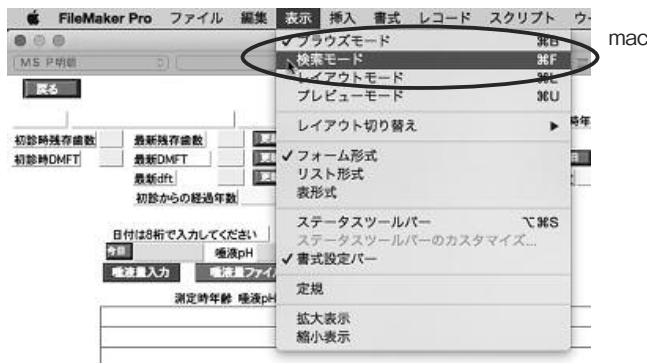 FileMaker Pro ファイル 編集 表示 挿入 書式 レコード スクリプト ウ
mac
✓ブラウズモード ⌘B
検索モード ⌘F
レイアウトモード ⌘L
プレビューモード ⌘U
レイアウト切り替え ▶
✓フォーム形式
リスト形式
表形式
ステータスツールバー ⌥⌘S
ステータスツールバーのカスタマイズ...
✓書式設定バー
定規
拡大表示
縮小表示
MS P明朝
戻る
初診時残存歯数 最新残存歯数
初診時DMFT 最新DMFT
最新dft
初診からの経過年数
日付は8桁で入力してください
今日 唾液pH
唾液量入力 唾液量ファイ
測定時年齢 唾液pH
時年